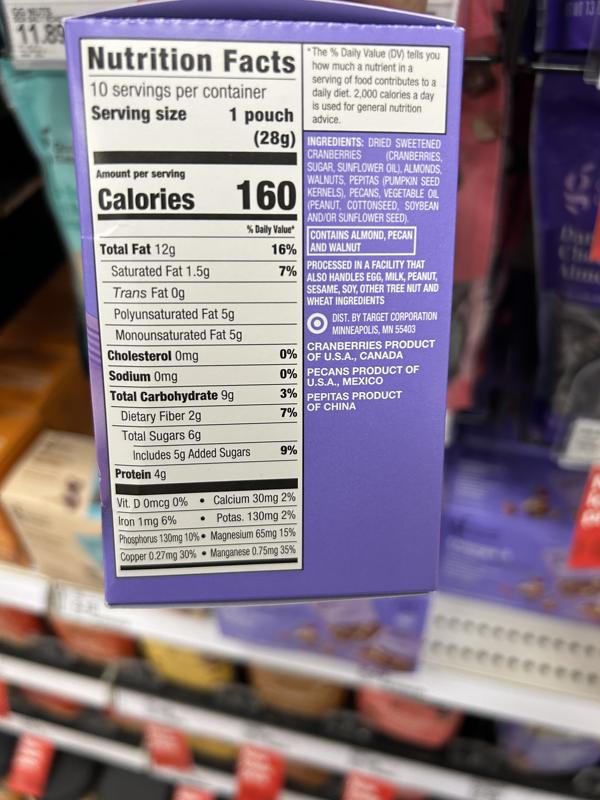 11.89
Nutrition Facts
10 servings per container
Serving size 1 pouch
(28g)
Amount per serving
Calories 160
% Daily Value*
Total Fat 12g 16%
Saturated Fat 1.5g 7%
Trans Fat 0g
Polyunsaturated Fat 5g
Monounsaturated Fat 5g
Cholesterol 0mg 0%
Sodium 0mg 0%
Total Carbohydrate 9g 3%
Dietary Fiber 2g 7%
Total Sugars 6g
Includes 5g Added Sugars 9%
Protein 4g
Vit. D 0mcg 0% • Calcium 30mg 2%
Iron 1mg 6% • Potas. 130mg 2%
Phosphorus 130mg 10% • Magnesium 65mg 15%
Copper 0.27mg 30% • Manganese 0.75mg 35%
*The % Daily Value (DV) tells you
how much a nutrient in a
serving of food contributes to a
daily diet. 2,000 calories a day
is used for general nutrition
advice.
INGREDIENTS: DRIED SWEETENED
CRANBERRIES (CRANBERRIES,
SUGAR, SUNFLOWER OIL), ALMONDS,
WALNUTS, PEPITAS (PUMPKIN SEED
KERNELS), PECANS, VEGETABLE OIL
(PEANUT, COTTONSEED, SOYBEAN
AND/OR SUNFLOWER SEED).
CONTAINS ALMOND, PECAN
AND WALNUT
PROCESSED IN A FACILITY THAT
ALSO HANDLES EGG, MILK, PEANUT,
SESAME, SOY, OTHER TREE NUT AND
WHEAT INGREDIENTS
DIST. BY TARGET CORPORATION
MINNEAPOLIS, MN 55403
CRANBERRIES PRODUCT
OF U.S.A., CANADA
PECANS PRODUCT OF
U.S.A., MEXICO
PEPITAS PRODUCT
OF CHINA